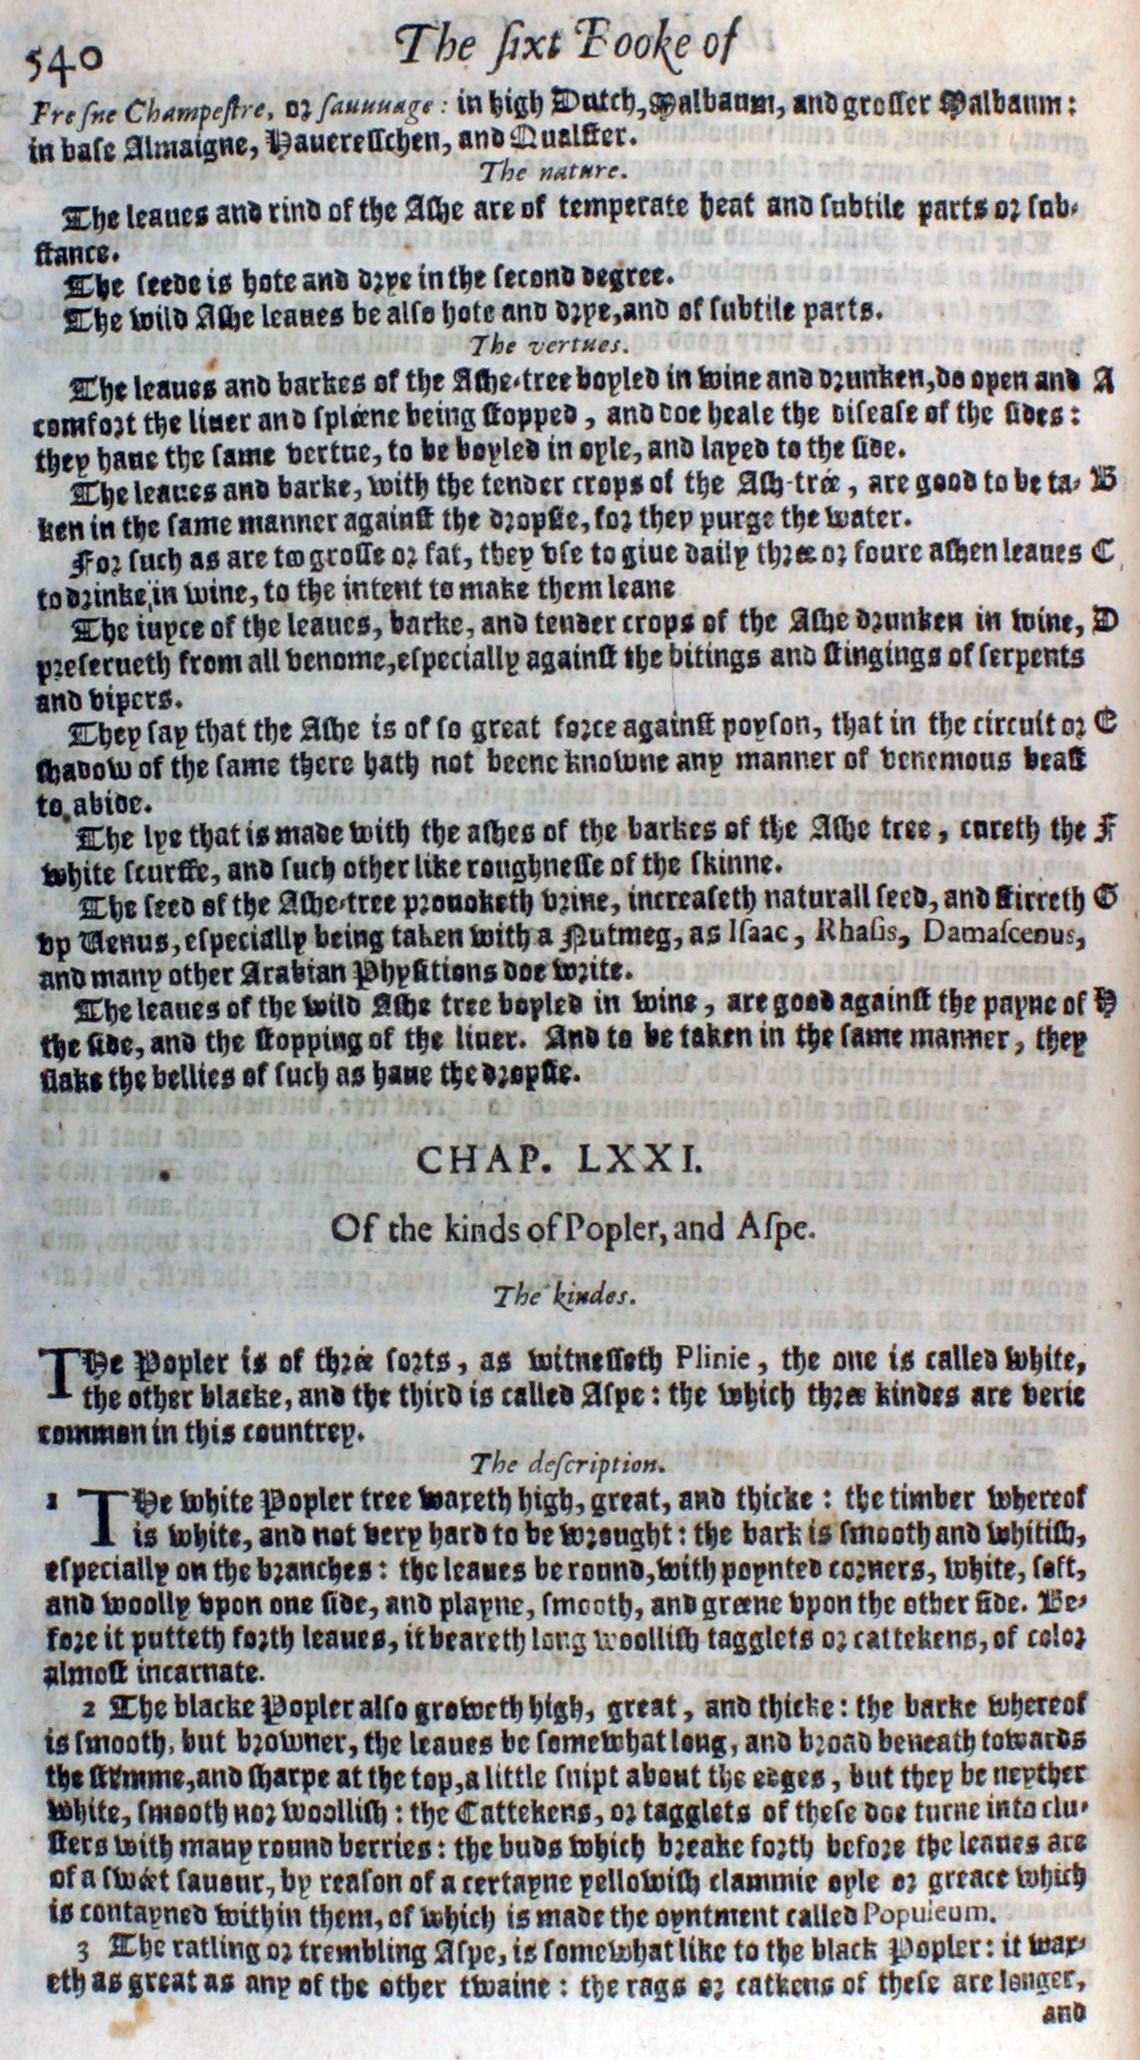 540 The ſixt Booke of
Freſne Champeſtre, or ſauuuage: in high Dutch, Malbaum, and groſſer Malbaum:
in baſe Almaigne, Haucreſſchen, and Qualſter.
The nature.
The leaues and rind of the Aſhe are of temperate heat and ſubtile parts or ſub-
ſtance.
The ſeede is hote and drye in the ſecond degree.
The wild Aſhe leaues be alſo hote and drye, and of ſubtile parts.
The vertues.
The leaues and barkes of the Aſhe-tree boyled in wine and drunken, do open and A
comfort the liuer and ſpleene being ſtopped, and doe heale the diſeaſe of the ſides:
they haue the ſame vertue, to be boyled in oyle, and layed to the ſide.
The leaues and barke, with the tender crops of the Aſh-tree, are good to be ta- B
ken in the ſame manner againſt the dropſie, for they purge the water.
For ſuch as are too groſſe or fat, they vſe to giue daily three or foure aſhen leaues C
to drinke, in wine, to the intent to make them leane
The iuyce of the leaues, barke, and tender crops of the Aſhe drunken in wine, D
preſerueth from all venome, eſpecially againſt the bitings and ſtingings of ſerpents
and vipers.
They ſay that the Aſhe is of ſo great force againſt poyſon, that in the circuit or E
ſhadow of the ſame there hath not beene knowne any manner of venemous beaſt
to abide.
The lye that is made with the aſhes of the barkes of the Aſhe tree, cureth the F
white ſcurffe, and ſuch other like roughneſſe of the ſkinne.
The ſeed of the Aſhe-tree prouoketh vrine, increaſeth naturall ſeed, and ſtirreth G
vp Venus, eſpecially being taken with a Nutmeg, as Iſaac, Rhaſis, Damaſcenus,
and many other Arabian Phyſitions doe write.
The leaues of the wild Aſhe tree boyled in wine, are good againſt the payne of H
the ſide, and the ſtopping of the liuer. And to be taken in the ſame manner, they
ſlake the bellies of ſuch as haue the dropſie.
CHAP. LXXI.
Of the kinds of Popler, and Aſpe.
The kindes.
THe Popler is of three ſorts, as witneſſeth Plinie, the one is called white,
the other blacke, and the third is called Aſpe: the which three kindes are verie
common in this countrey.
The deſcription.
1 THe white Popler tree waxeth high, great, and thicke: the timber whereof
is white, and not very hard to be wrought: the bark is ſmooth and whitiſh,
eſpecially on the branches: the leaues be round, with poynted corners, white, ſoft,
and woolly vpon one ſide, and playne, ſmooth, and greene vpon the other ſide. Be-
fore it putteth forth leaues, it beareth long woolliſh tagglets or cattekens, of color
almoſt incarnate.
2 The blacke Popler alſo groweth high, great, and thicke: the barke whereof
is ſmooth, but browner, the leaues be ſomewhat long, and broad beneath towards
the ſtemme, and ſharpe at the top, a little ſnipt about the edges, but they be neyther
white, ſmooth nor woolliſh: the Cattekens, or tagglets of theſe doe turne into clu-
ſters with many round berries: the buds which breake forth before the leaues are
of a ſweet ſauour, by reaſon of a certayne yellowiſh clammie oyle or greace which
is contayned within them, of which is made the oyntment called Populeum.
3 The ratling or trembling Aſpe, is ſomewhat like to the black Popler: it wax-
eth as great as any of the other twaine: the rags or catkens of theſe are longer,
and